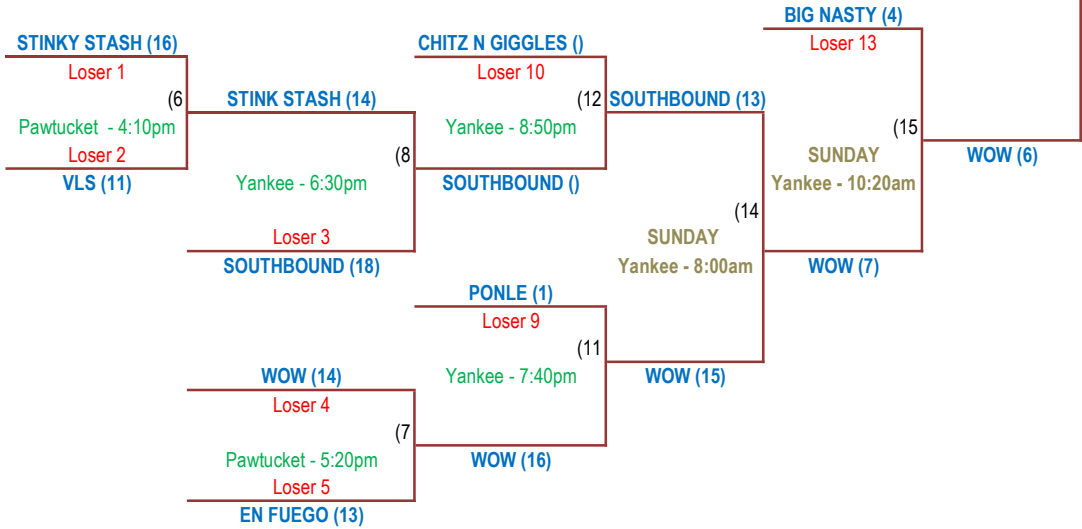 BIG NASTY (4)
STINKY STASH (16)
CHITZ N GIGGLES ()
Loser 13
Loser 1
Loser 10
(6
STINK STASH (14)
(12
SOUTHBOUND (13)
Pawtucket - 4:10pm
Yankee - 8:50pm
(15
Loser 2
(8
SUNDAY
WOW (6)
VLS (11)
Yankee - 6:30pm
SOUTHBOUND ()
Yankee - 10:20am
(14
Loser 3
SUNDAY
SOUTHBOUND (18)
Yankee - 8:00am
WOW (7)
PONLE (1)
Loser 9
(11
WOW (14)
Yankee - 7:40pm
WOW (15)
Loser 4
(7
Pawtucket - 5:20pm
WOW (16)
Loser 5
EN FUEGO (13)